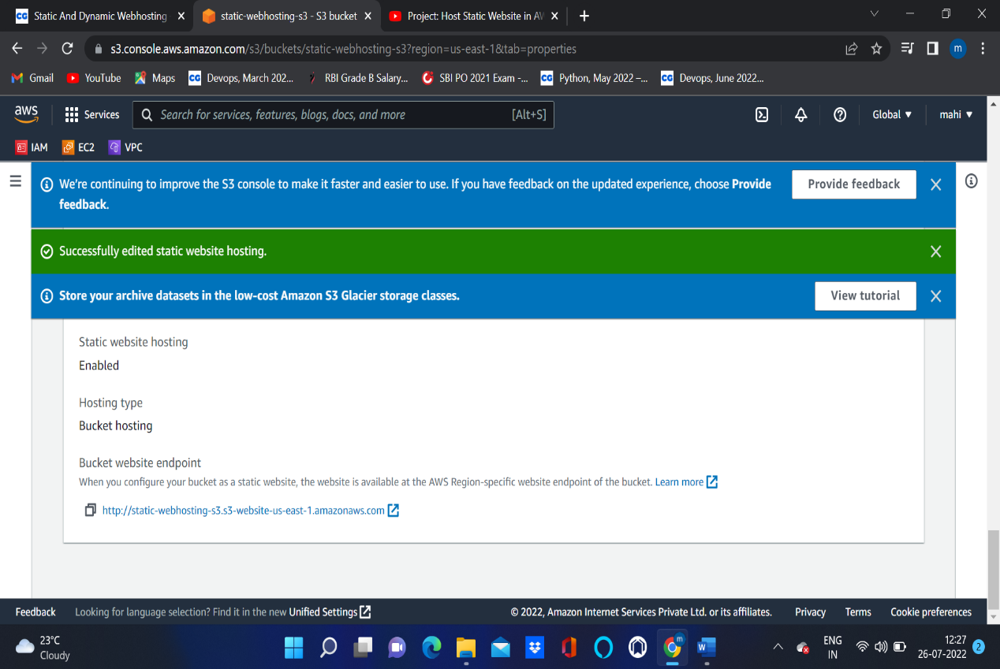 CG Static And Dynamic Webhosting
static-webhosting-s3 - S3 bucket
Project: Host Static Website in AW
s3.console.aws.amazon.com/s3/buckets/static-webhosting-s3?region=us-east-1&tab=properties
m
Gmail
YouTube
Maps
CG Devops, March 202...
RBI Grade B Salary...
SBI PO 2021 Exam -...
CG Python, May 2022 –...
CG Devops, June 2022...
aws
Services
Search for services, features, blogs, docs, and more [Alt+S]
Global ▼
mahi ▼
IAM
EC2
VPC
We're continuing to improve the S3 console to make it faster and easier to use. If you have feedback on the updated experience, choose Provide
feedback.
Provide feedback
Successfully edited static website hosting.
Store your archive datasets in the low-cost Amazon S3 Glacier storage classes.
View tutorial
Static website hosting
Enabled
Hosting type
Bucket hosting
Bucket website endpoint
When you configure your bucket as a static website, the website is available at the AWS Region-specific website endpoint of the bucket. Learn more
http://static-webhosting-s3.s3-website-us-east-1.amazonaws.com
Feedback
Looking for language selection? Find it in the new Unified Settings
© 2022, Amazon Internet Services Private Ltd. or its affiliates.
Privacy
Terms
Cookie preferences
23°C
Cloudy
m
W
ENG
IN
12:27
26-07-2022
2